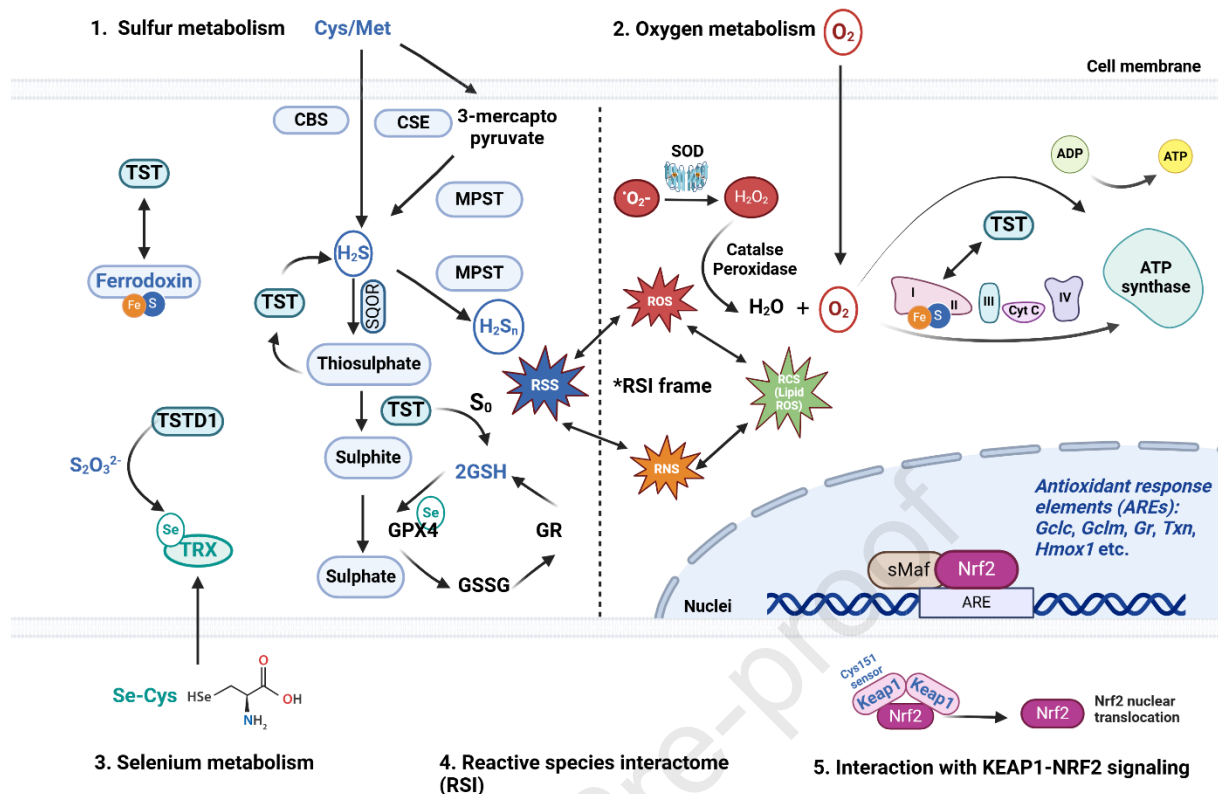 1. Sulfur metabolism
Cys/Met
2. Oxygen metabolism
O2
Cell membrane
CBS
CSE
3-mercapto
pyruvate
MPST
TST
Ferrodoxin
Fe
S
H₂S
MPST
TST
SQOR
H₂Sn
Thiosulphate
TST
S₀
Sulphite
2GSH
Se
GPX4
GR
Sulphate
GSSG
TSTD1
S₂O₃²⁻
Se
TRX
SOD
•O₂-
H₂O₂
Catalse
Peroxidase
H₂O + O₂
ADP
ATP
TST
I
II
III
Cyt C
IV
Fe
S
ATP
synthase
ROS
RSS
*RSI frame
RCS
(Lipid
ROS)
RNS
Antioxidant response
elements (AREs):
Gclc, Gclm, Gr, Txn,
Hmox1 etc.
sMaf
Nrf2
ARE
Nuclei
Se-Cys
HSe
O
OH
NH₂
Cys151
sensor
Keap1
Keap1
Nrf2
Nrf2
Nrf2 nuclear
translocation
3. Selenium metabolism
4. Reactive species interactome
(RSI)
5. Interaction with KEAP1-NRF2 signaling
re-proof